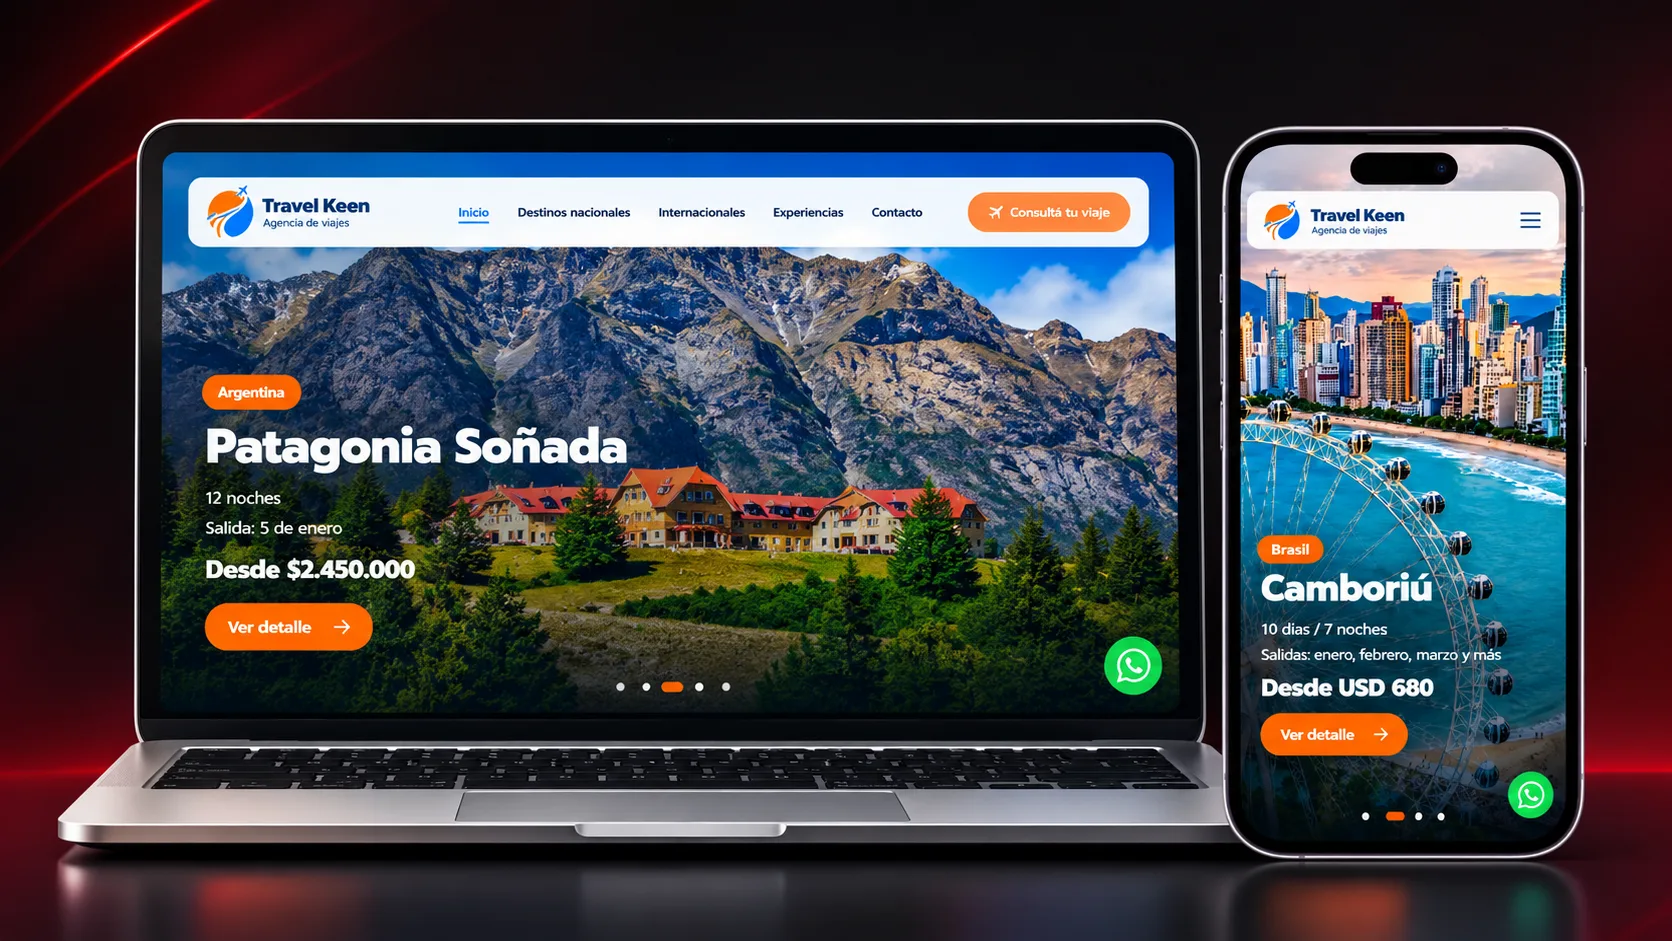 Travel Keen
Agencia de viajes
Inicio
Destinos nacionales
Internacionales
Experiencias
Contacto
Consultá tu viaje
Argentina
Patagonia Soñada
12 noches
Salida: 5 de enero
Desde $2.450.000
Ver detalle
Travel Keen
Agencia de viajes
Brasil
Camboriú
10 dias / 7 noches
Salidas: enero, febrero, marzo y más
Desde USD 680
Ver detalle